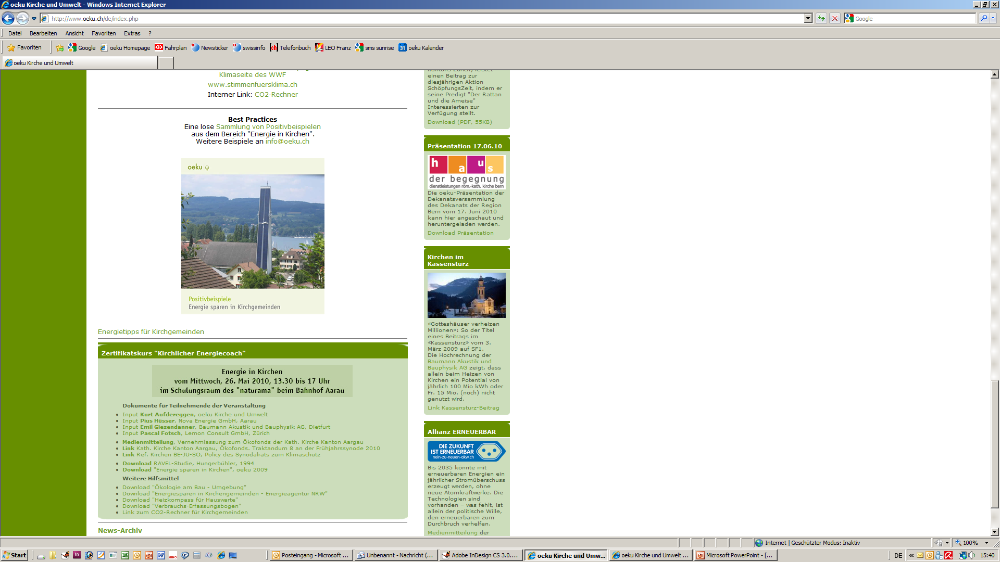 oeku Kirche und Umwelt - Windows Internet Explorer
http://www.oeku.ch/de/index.php
Google
Datei Bearbeiten Ansicht Favoriten Extras ?
Favoriten Google oeku Homepage Fahrplan Newsticker swissinfo Telefonbuch LEO Franz sms sunrise oeku Kalender
oeku Kirche und Umwelt
Klimaseite des WWF
www.stimmenfuersklima.ch
Interner Link: CO2-Rechner
Best Practices
Eine lose Sammlung von Positivbeispielen
aus dem Bereich "Energie in Kirchen".
Weitere Beispiele an info@oeku.ch
oeku
Positivbeispiele
Energie sparen in Kirchgemeinden
Energietipps für Kirchgemeinden
Zertifikatskurs "Kirchlicher Energiecoach"
Energie in Kirchen
vom Mittwoch, 26. Mai 2010, 13.30 bis 17 Uhr
im Schulungsraum des "naturama" beim Bahnhof Aarau
Dokumente für Teilnehmende der Veranstaltung
Input Kurt Aufdereggen, oeku Kirche und Umwelt
Input Pius Hüsser, Nova Energie GmbH, Aarau
Input Emil Giezendanner, Baumann Akustik und Bauphysik AG, Dietfurt
Input Pascal Fotsch, Lemon Consult GmbH, Zürich
Medienmitteilung, Vernehmlassung zum Ökofonds der Kath. Kirche Kanton Aargau
Link Kath. Kirche Kanton Aargau, Ökofonds. Traktandum 8 an der Frühjahrssynode 2010
Link Ref. Kirchen BE-JU-SO, Policy des Synodalrats zum Klimaschutz
Download RAVEL-Studie, Hungerbühler, 1994
Download "Energie sparen in Kirchen", oeku 2009
Weitere Hilfsmittel
Download "Ökologie am Bau - Umgebung"
Download "Energiesparen in Kirchengemeinden - Energieagentur NRW"
Download "Heizkompass für Hauswarte"
Download "Verbrauchs-Erfassungsbogen"
Link zum CO2-Rechner für Kirchgemeinden
News-Archiv
Kantons Zürich) leistet
einen Beitrag zur
diesjährigen Aktion
SchöpfungsZeit, indem er
seine Predigt "Der Rattan
und die Ameise"
Interessierten zur
Verfügung stellt.
Download (PDF, 55KB)
Präsentation 17.06.10
haus
der begegnung
dienstleistungen röm.-kath. kirche bern
Die oeku-Präsentation der
Dekanatsversammlung
des Dekanats der Region
Bern vom 17. Juni 2010
kann hier angeschaut und
heruntergeladen werden.
Download Präsentation
Kirchen im
Kassensturz
«Gotteshäuser verheizen
Millionen»: So der Titel
eines Beitrags im
«Kassensturz» vom 3.
März 2009 auf SF1.
Die Hochrechnung der
Baumann Akustik und
Bauphysik AG zeigt, dass
allein beim Heizen von
Kirchen ein Potential von
jährlich 100 Mio kWh oder
Fr. 15 Mio. (noch) nicht
genutzt wird.
Link Kassensturz-Beitrag
Allianz ERNEUERBAR
DIE ZUKUNFT
IST ERNEUERBAR
nein-zu-neuen-akw.ch
Bis 2035 könnte mit
erneuerbaren Energien ein
jährlicher Stromüberschuss
erzeugt werden, ohne
neue Atomkraftwerke. Die
Technologien sind
vorhanden – was fehlt, ist
allein der politische Wille,
den erneuerbaren zum
Durchbruch verhelfen.
Medienmitteilung der
Internet | Geschützter Modus: Inaktiv
100%
Start
Posteingang - Microsoft ...
Unbenannt - Nachricht (...
Adobe InDesign CS 3.0....
oeku Kirche und Umw...
oeku Kirche und Umwelt ...
Microsoft PowerPoint - [...
DE
15:40